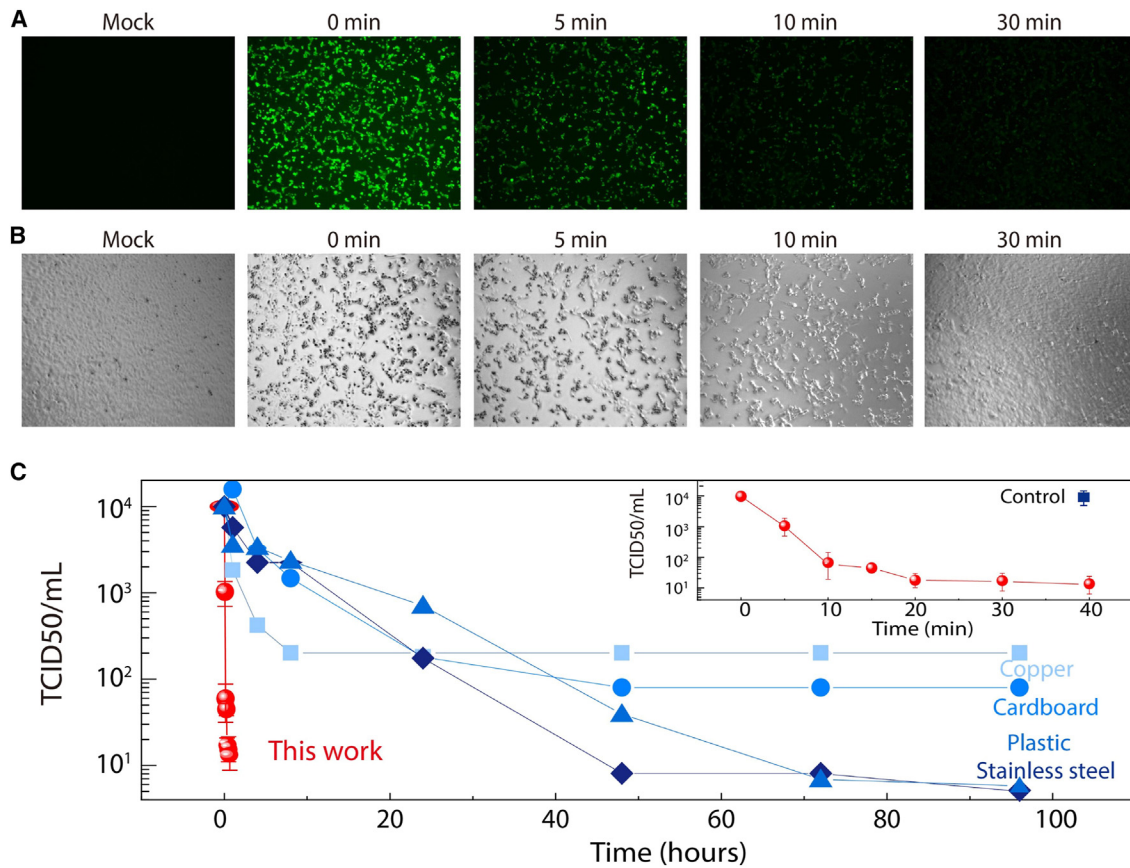 A
Mock 0 min 5 min 10 min 30 min
B
Mock 0 min 5 min 10 min 30 min
C
TCID50/mL
10⁴
10³
10²
10¹
0 20 40 60 80 100
Time (hours)
This work
Copper
Cardboard
Plastic
Stainless steel
TCID50/mL
10⁴
10³
10²
10¹
Control
0 10 20 30 40
Time (min)